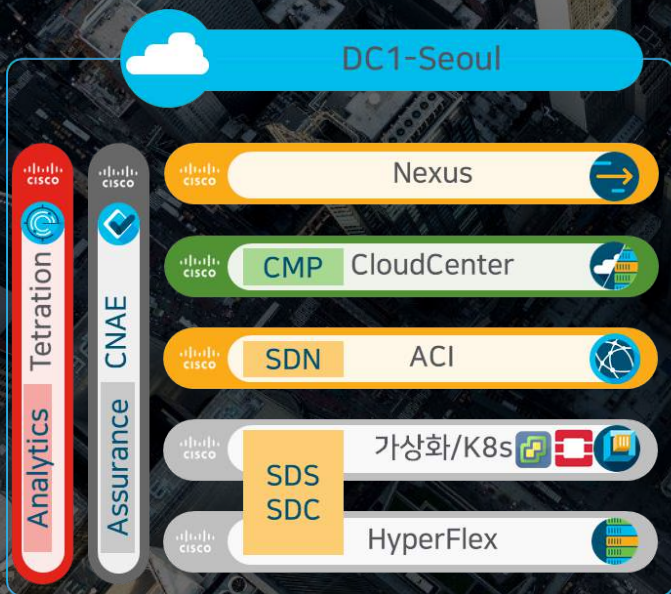 DC1-Seoul
CISCO
Tetration
Analytics
CISCO
CNAE
Assurance
CISCO
Nexus
CISCO
CMP CloudCenter
CISCO
SDN ACI
CISCO
가상화/K8s
SDS
SDC
CISCO
HyperFlex